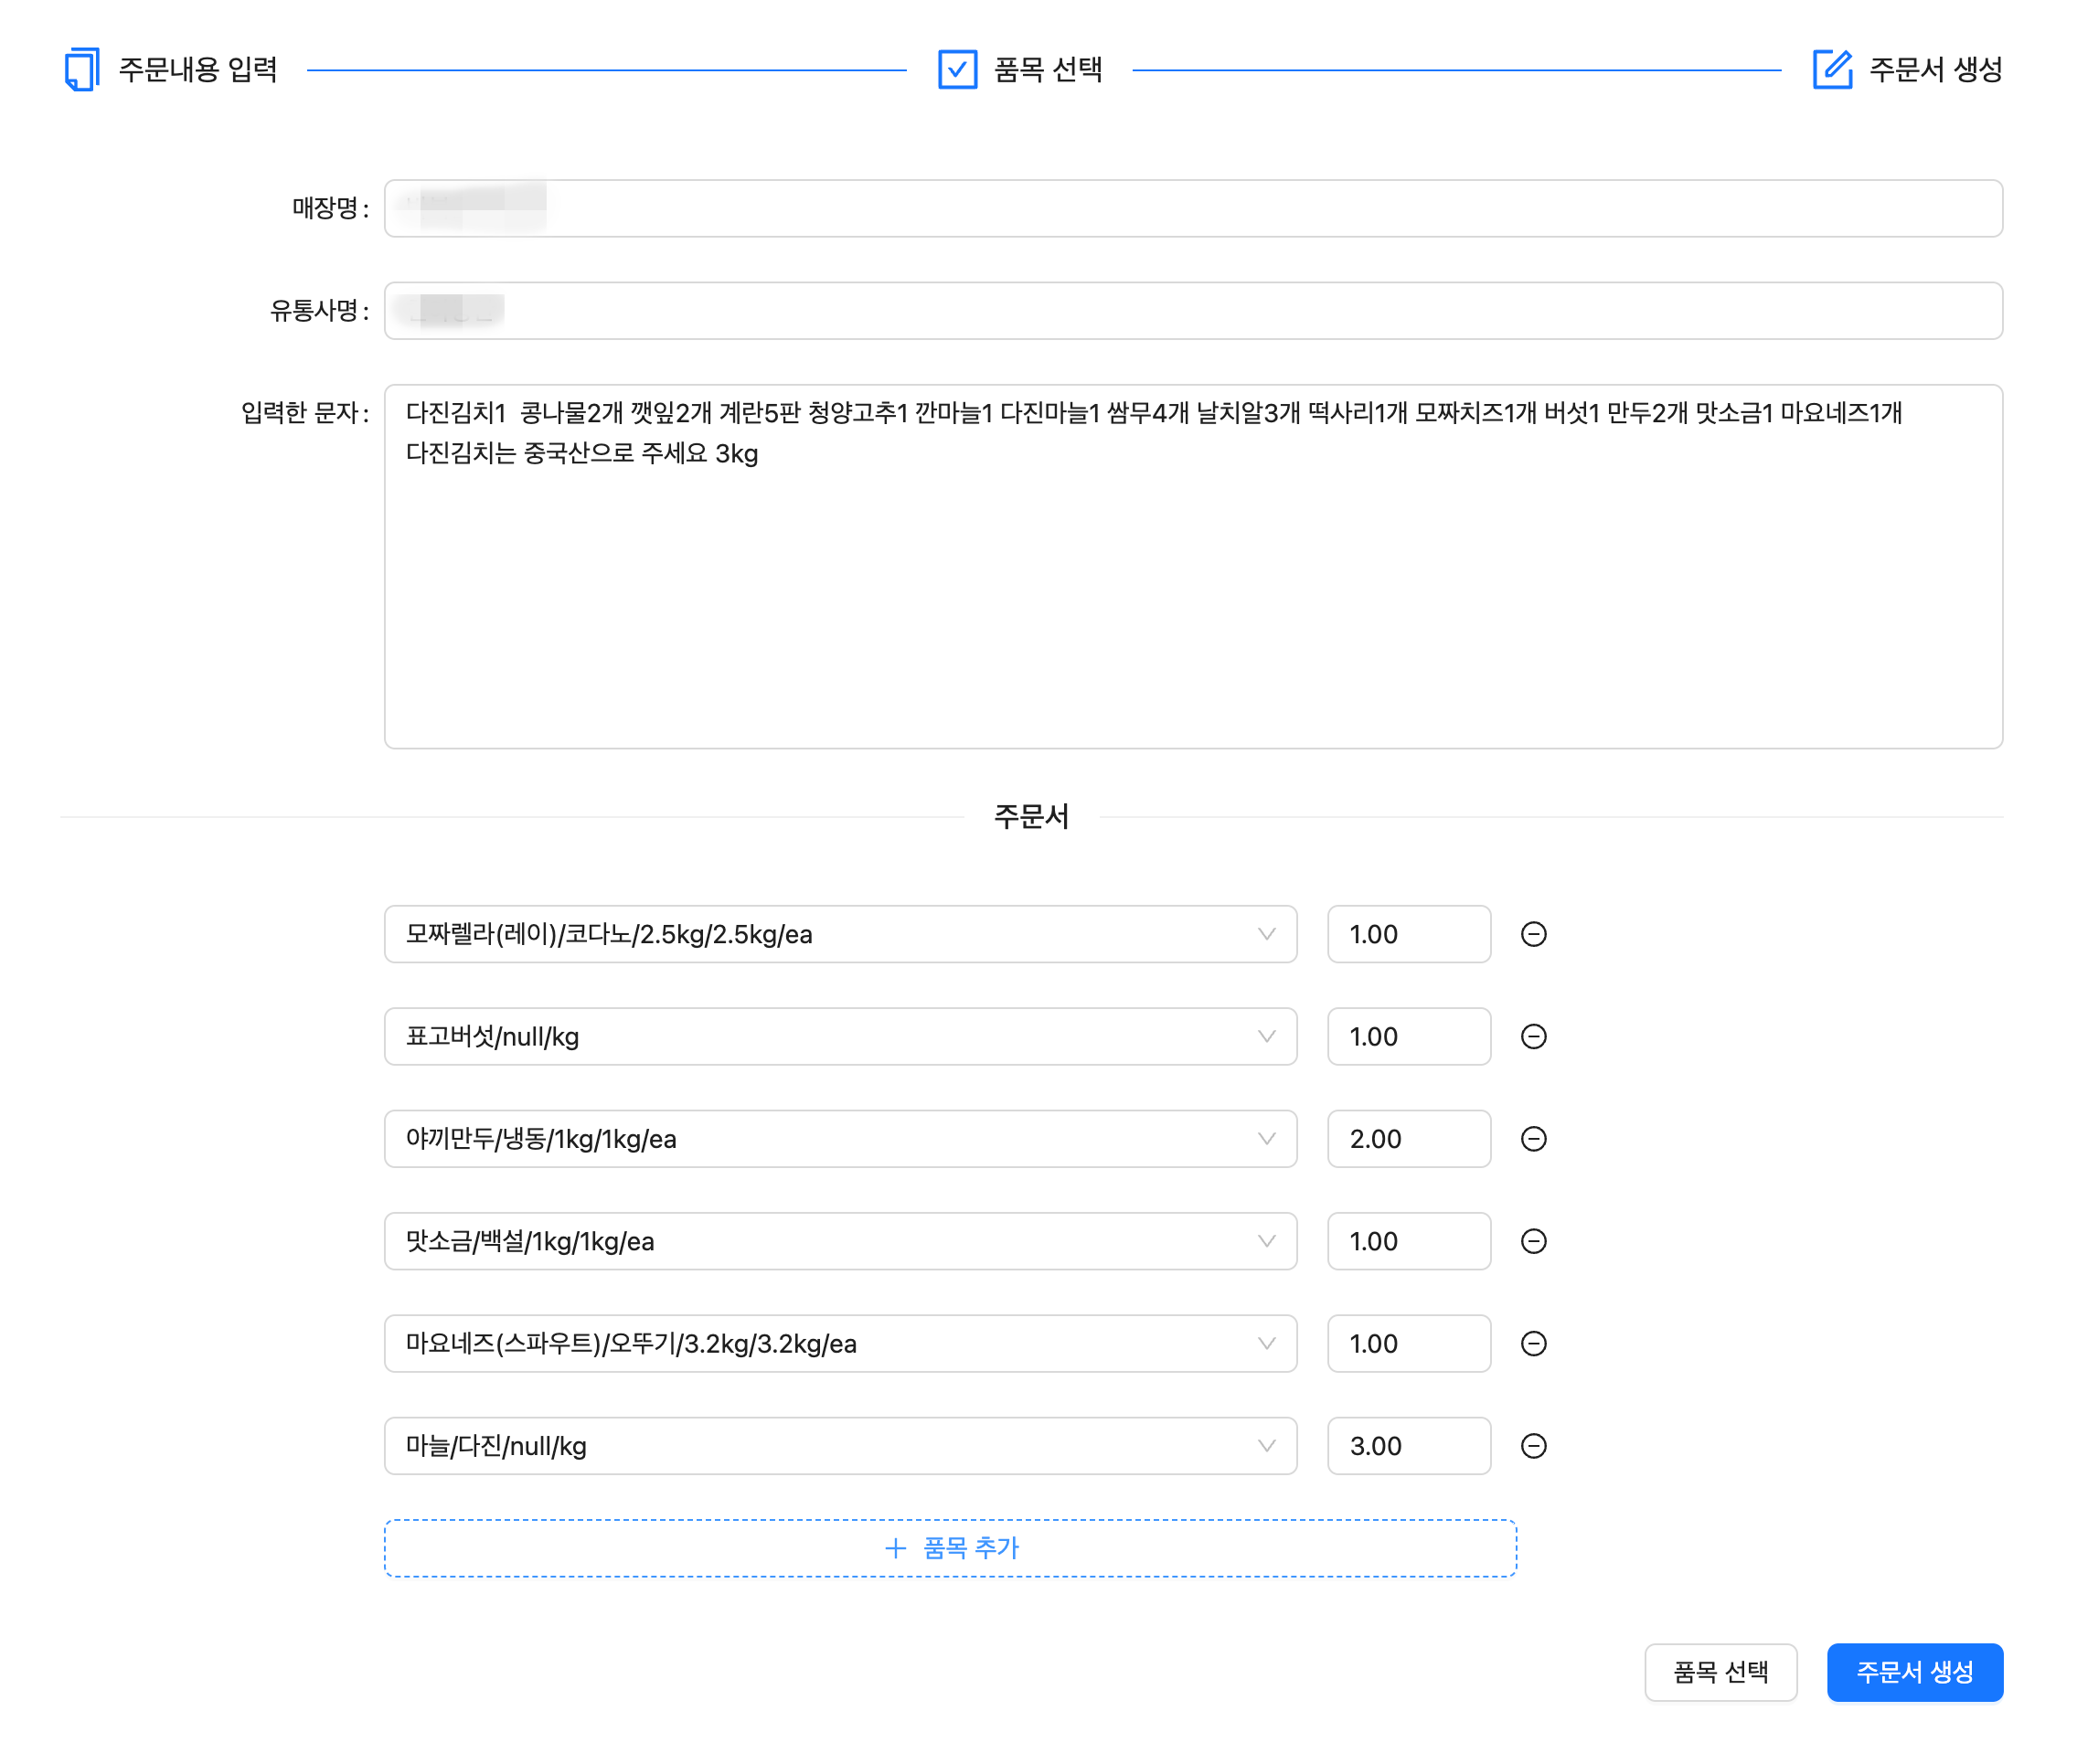 주문내용 입력
품목 선택
주문서 생성
매장명 :
유통사명 :
입력한 문자 :
다진김치1  콩나물2개 깻잎2개 계란5판 청양고추1 깐마늘1 다진마늘1 쌈무4개 날치알3개 떡사리1개 모짜치즈1개 버섯1 만두2개 맛소금1 마요네즈1개
다진김치는 중국산으로 주세요 3kg
주문서
모짜렐라(레이)/코다노/2.5kg/2.5kg/ea 1.00
표고버섯/null/kg 1.00
야끼만두/냉동/1kg/1kg/ea 2.00
맛소금/백설/1kg/1kg/ea 1.00
마요네즈(스파우트)/오뚜기/3.2kg/3.2kg/ea 1.00
마늘/다진/null/kg 3.00
+ 품목 추가
품목 선택
주문서 생성